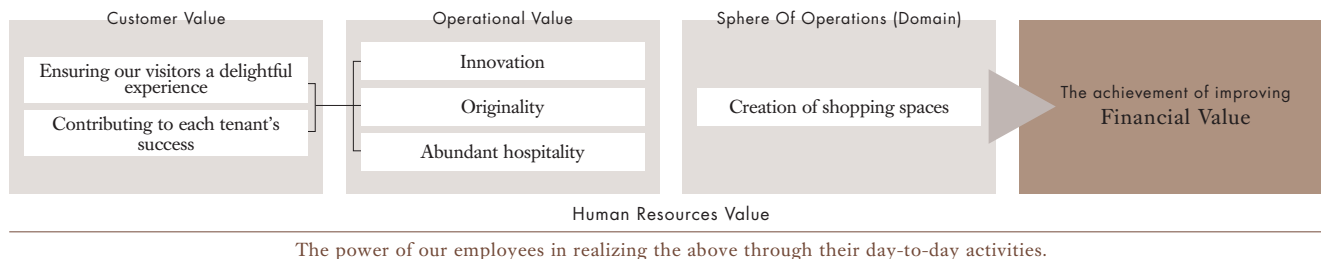 Customer Value
Ensuring our visitors a delightful
experience
Contributing to each tenant's
success
Operational Value
Innovation
Originality
Abundant hospitality
Sphere Of Operations (Domain)
Creation of shopping spaces
The achievement of improving
Financial Value
Human Resources Value
The power of our employees in realizing the above through their day-to-day activities.